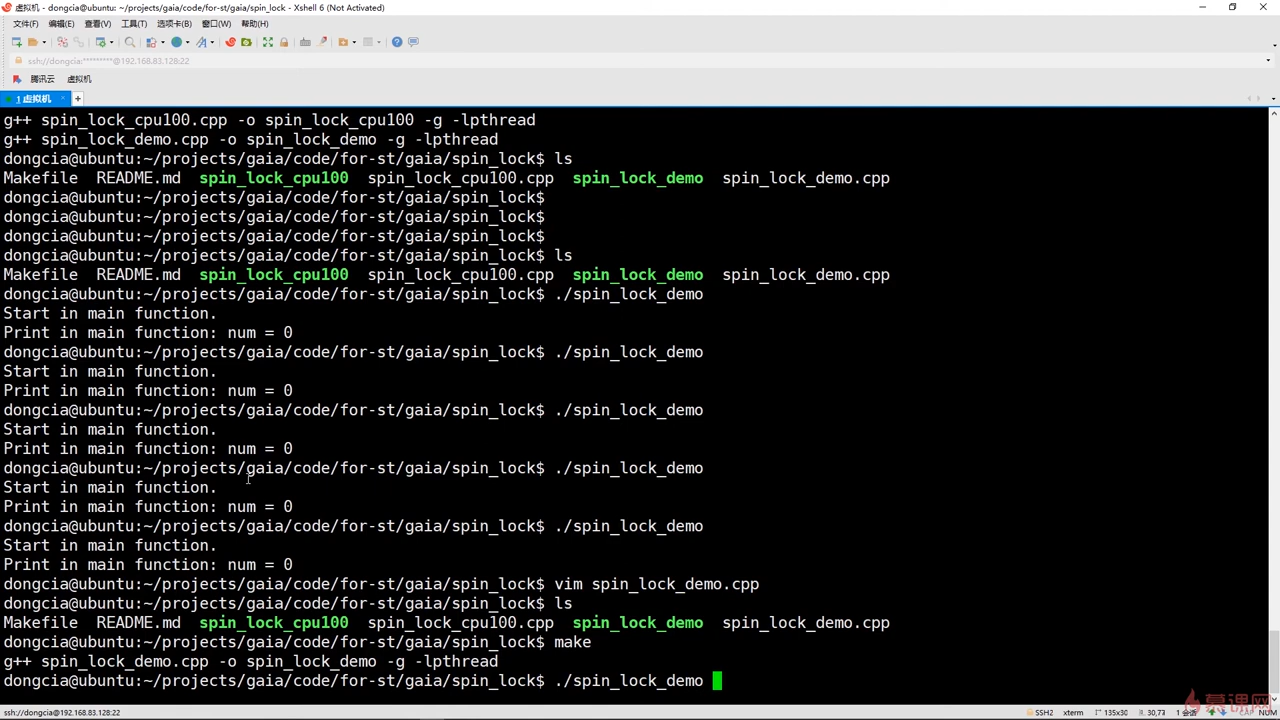 虚拟机 - dongcia@ubuntu: ~/projects/gaia/code/for-st/gaia/spin_lock - Xshell 6 (Not Activated)
文件(F) 编辑(E) 查看(V) 工具(T) 选项卡(B) 窗口(W) 帮助(H)
ssh://dongcia:*********@192.168.83.128:22
腾讯云 虚拟机
1 虚拟机
g++ spin_lock_cpu100.cpp -o spin_lock_cpu100 -g -lpthread
g++ spin_lock_demo.cpp -o spin_lock_demo -g -lpthread
dongcia@ubuntu:~/projects/gaia/code/for-st/gaia/spin_lock$ ls
Makefile README.md spin_lock_cpu100 spin_lock_cpu100.cpp spin_lock_demo spin_lock_demo.cpp
dongcia@ubuntu:~/projects/gaia/code/for-st/gaia/spin_lock$
dongcia@ubuntu:~/projects/gaia/code/for-st/gaia/spin_lock$
dongcia@ubuntu:~/projects/gaia/code/for-st/gaia/spin_lock$
dongcia@ubuntu:~/projects/gaia/code/for-st/gaia/spin_lock$ ls
Makefile README.md spin_lock_cpu100 spin_lock_cpu100.cpp spin_lock_demo spin_lock_demo.cpp
dongcia@ubuntu:~/projects/gaia/code/for-st/gaia/spin_lock$ ./spin_lock_demo
Start in main function.
Print in main function: num = 0
dongcia@ubuntu:~/projects/gaia/code/for-st/gaia/spin_lock$ ./spin_lock_demo
Start in main function.
Print in main function: num = 0
dongcia@ubuntu:~/projects/gaia/code/for-st/gaia/spin_lock$ ./spin_lock_demo
Start in main function.
Print in main function: num = 0
dongcia@ubuntu:~/projects/gaia/code/for-st/gaia/spin_lock$ ./spin_lock_demo
Start in main function.
Print in main function: num = 0
dongcia@ubuntu:~/projects/gaia/code/for-st/gaia/spin_lock$ ./spin_lock_demo
Start in main function.
Print in main function: num = 0
dongcia@ubuntu:~/projects/gaia/code/for-st/gaia/spin_lock$ vim spin_lock_demo.cpp
dongcia@ubuntu:~/projects/gaia/code/for-st/gaia/spin_lock$ ls
Makefile README.md spin_lock_cpu100 spin_lock_cpu100.cpp spin_lock_demo spin_lock_demo.cpp
dongcia@ubuntu:~/projects/gaia/code/for-st/gaia/spin_lock$ make
g++ spin_lock_demo.cpp -o spin_lock_demo -g -lpthread
dongcia@ubuntu:~/projects/gaia/code/for-st/gaia/spin_lock$ ./spin_lock_demo
慕课网
ssh://dongcia@192.168.83.128:22 SSH2 xterm 135x30 30,77 1 会话 CAP NUM